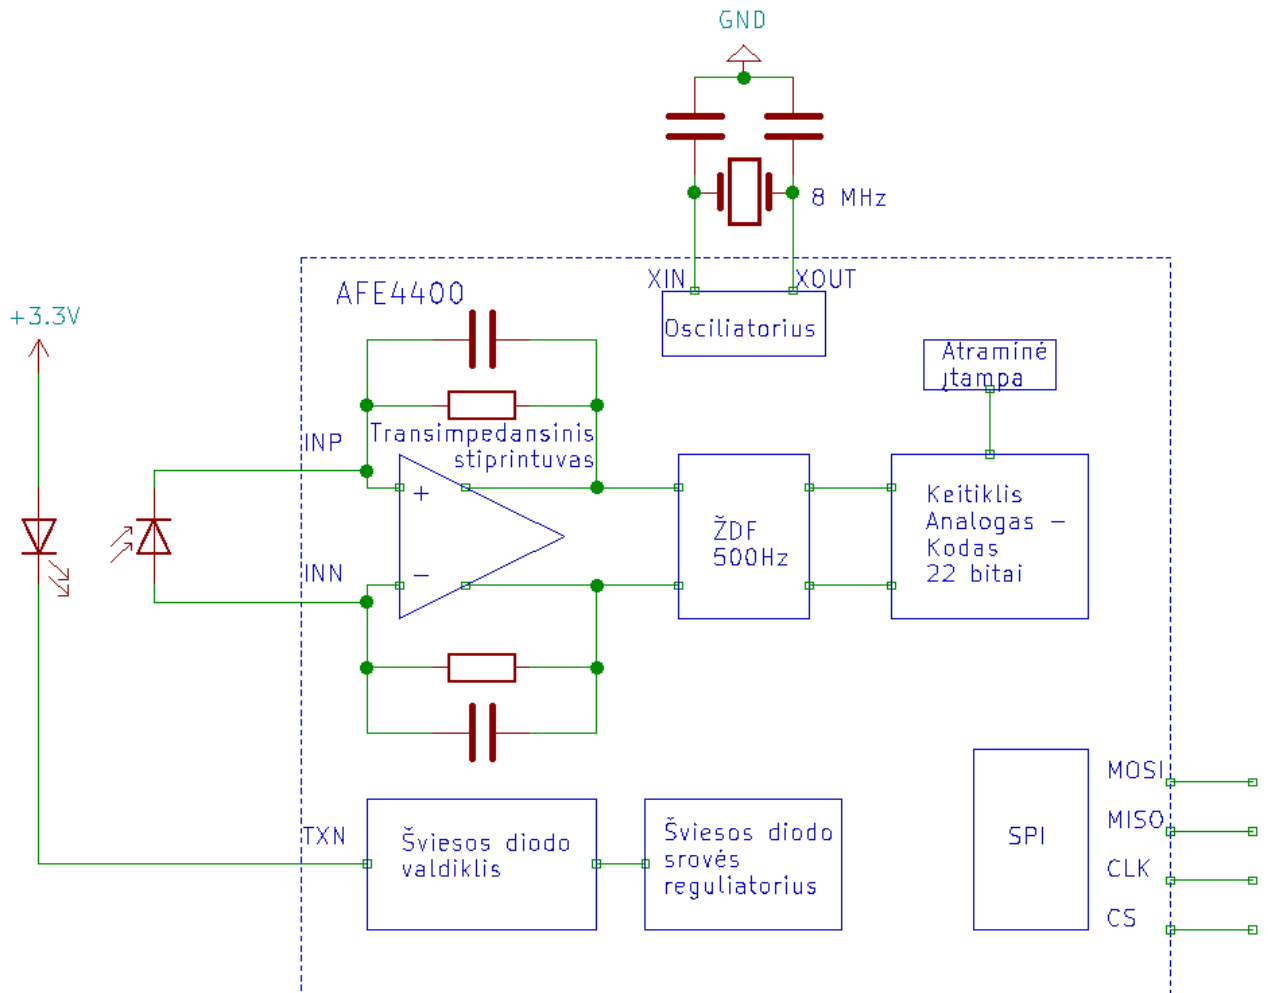 GND
8 MHz
XIN
XOUT
AFE4400
Osciliatorius
+3.3V
Atraminė
įtampa
INP
Transimpedansinis
stiprintuvas
+
Keitiklis
Analogas –
Kodas
22 bitai
ŽDF
500Hz
INN
–
MOSI
MISO
CLK
CS
SPI
TXN
Šviesos diodo
valdiklis
Šviesos diodo
srovės
reguliatorius